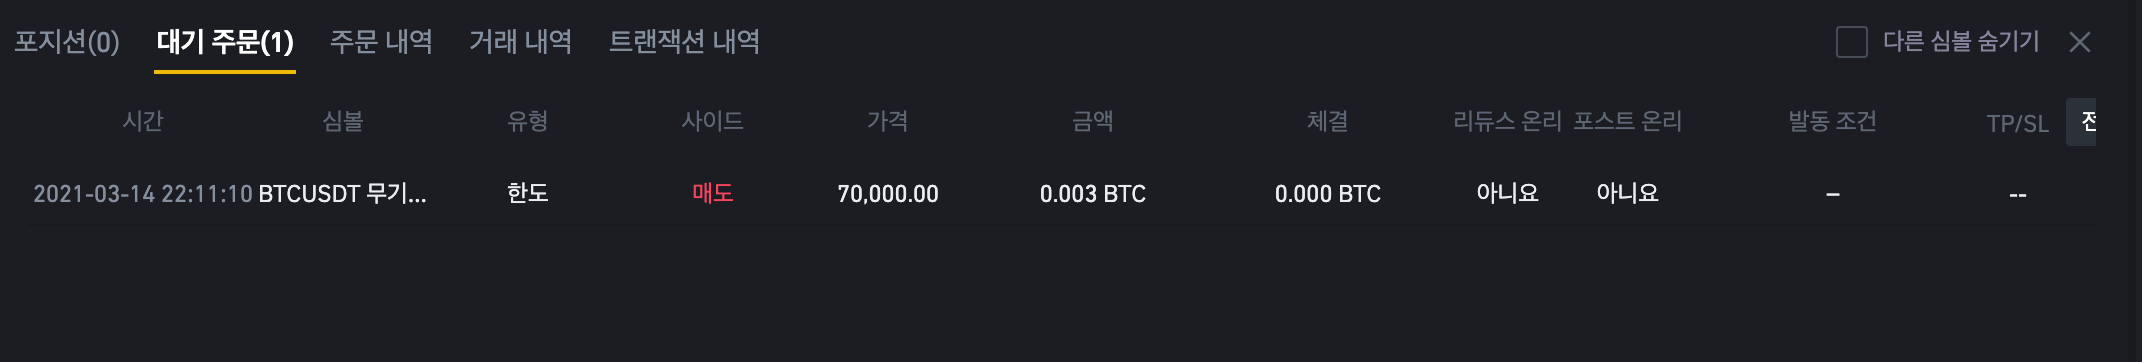 포지션(0) 대기 주문(1) 주문 내역 거래 내역 트랜잭션 내역 다른 심볼 숨기기
시간 심볼 유형 사이드 가격 금액 체결 리듀스 온리 포스트 온리 발동 조건 TP/SL 전
2021-03-14 22:11:10 BTCUSDT 무기... 한도 매도 70,000.00 0.003 BTC 0.000 BTC 아니요 아니요 – --